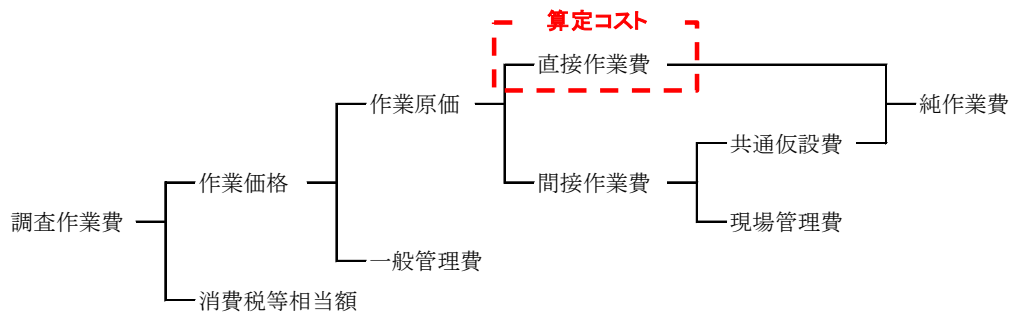 算定コスト
直接作業費
作業原価
純作業費
共通仮設費
作業価格
間接作業費
調査作業費
現場管理費
一般管理費
消費税等相当額